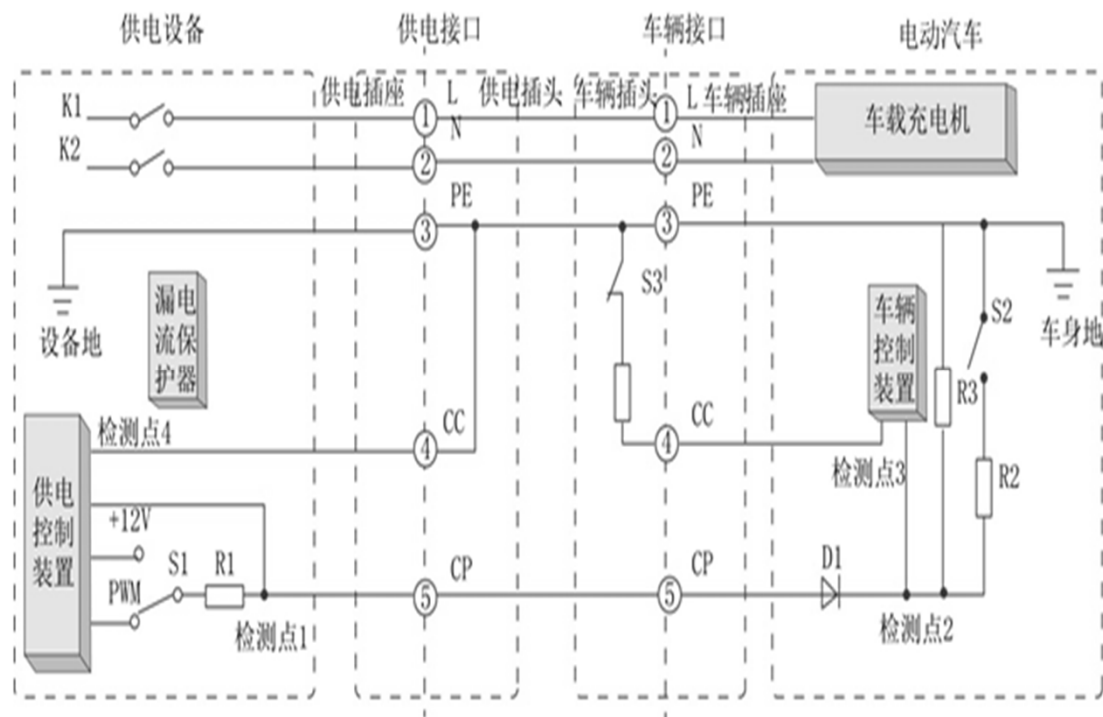 供电设备
供电接口
车辆接口
电动汽车
供电插座
供电插头
车辆插头
车辆插座
K1
K2
①
L
N
②
PE
③
①
L
N
②
PE
③
车载充电机
设备地
漏电
流保
护器
S3
车辆
控制
装置
S2
R3
R2
车身地
检测点4
CC
④
CC
④
检测点3
供电
控制
装置
+12V
PWM
S1
R1
检测点1
CP
⑤
CP
⑤
D1
检测点2